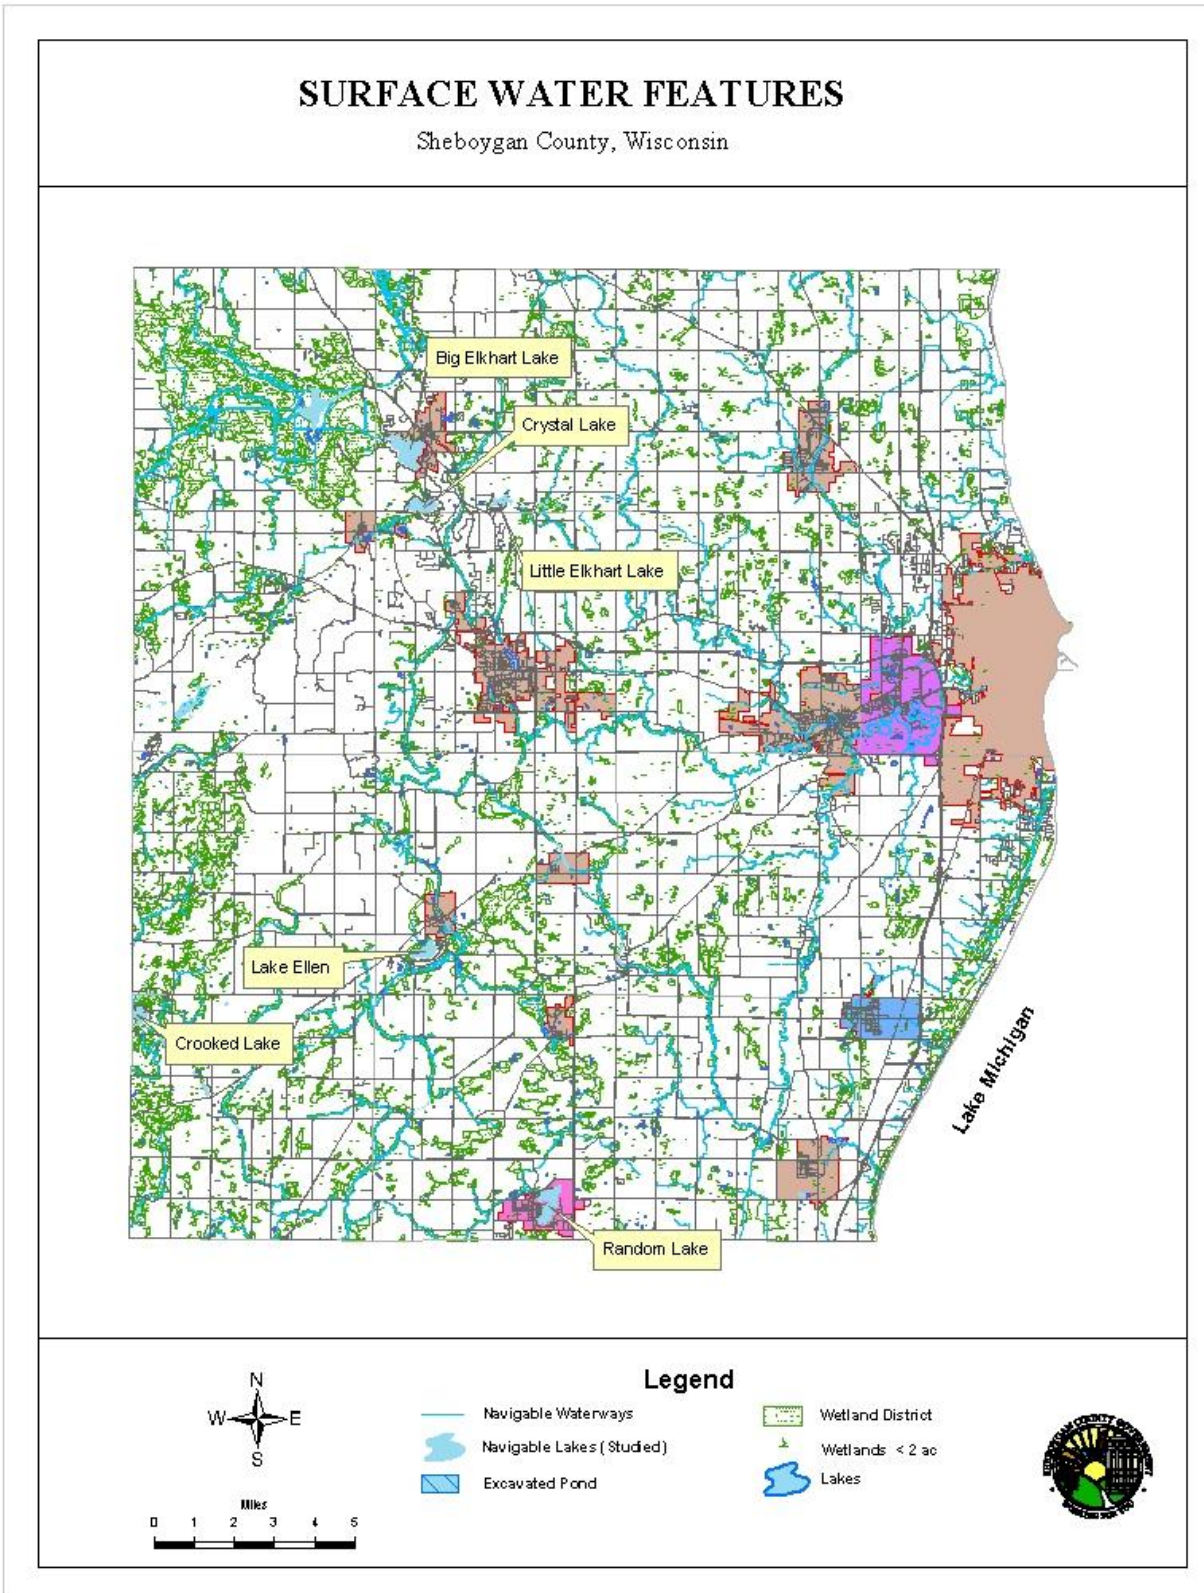 SURFACE WATER FEATURES
Sheboygan County, Wisconsin
Big Elkhart Lake
Crystal Lake
Little Elkhart Lake
Lake Ellen
Crooked Lake
Random Lake
Lake Michigan
Legend
N
W E
S
Miles
0 1 2 3 4 5
Navigable Waterways
Navigable Lakes (Studied)
Excavated Pond
Wetland District
Wetlands < 2 ac
Lakes